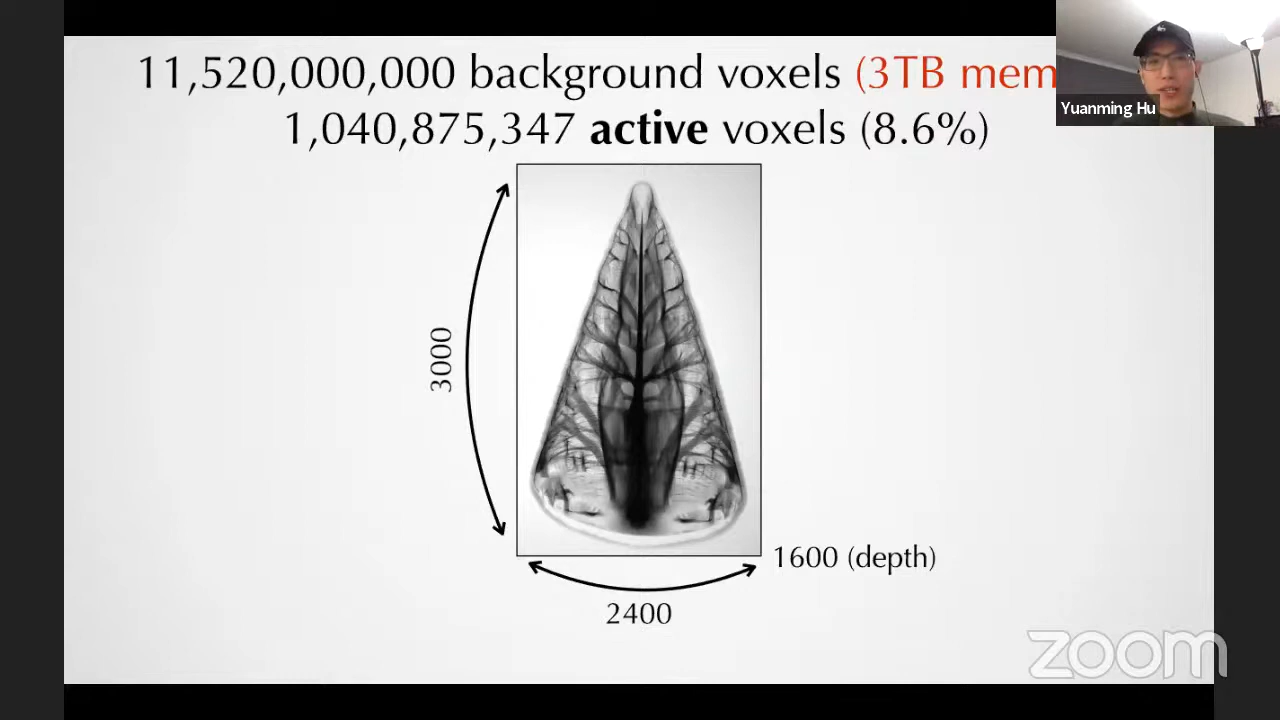 11,520,000,000 background voxels (3TB mem
1,040,875,347 active voxels (8.6%)
Yuanming Hu
3000
1600 (depth)
2400
zoom